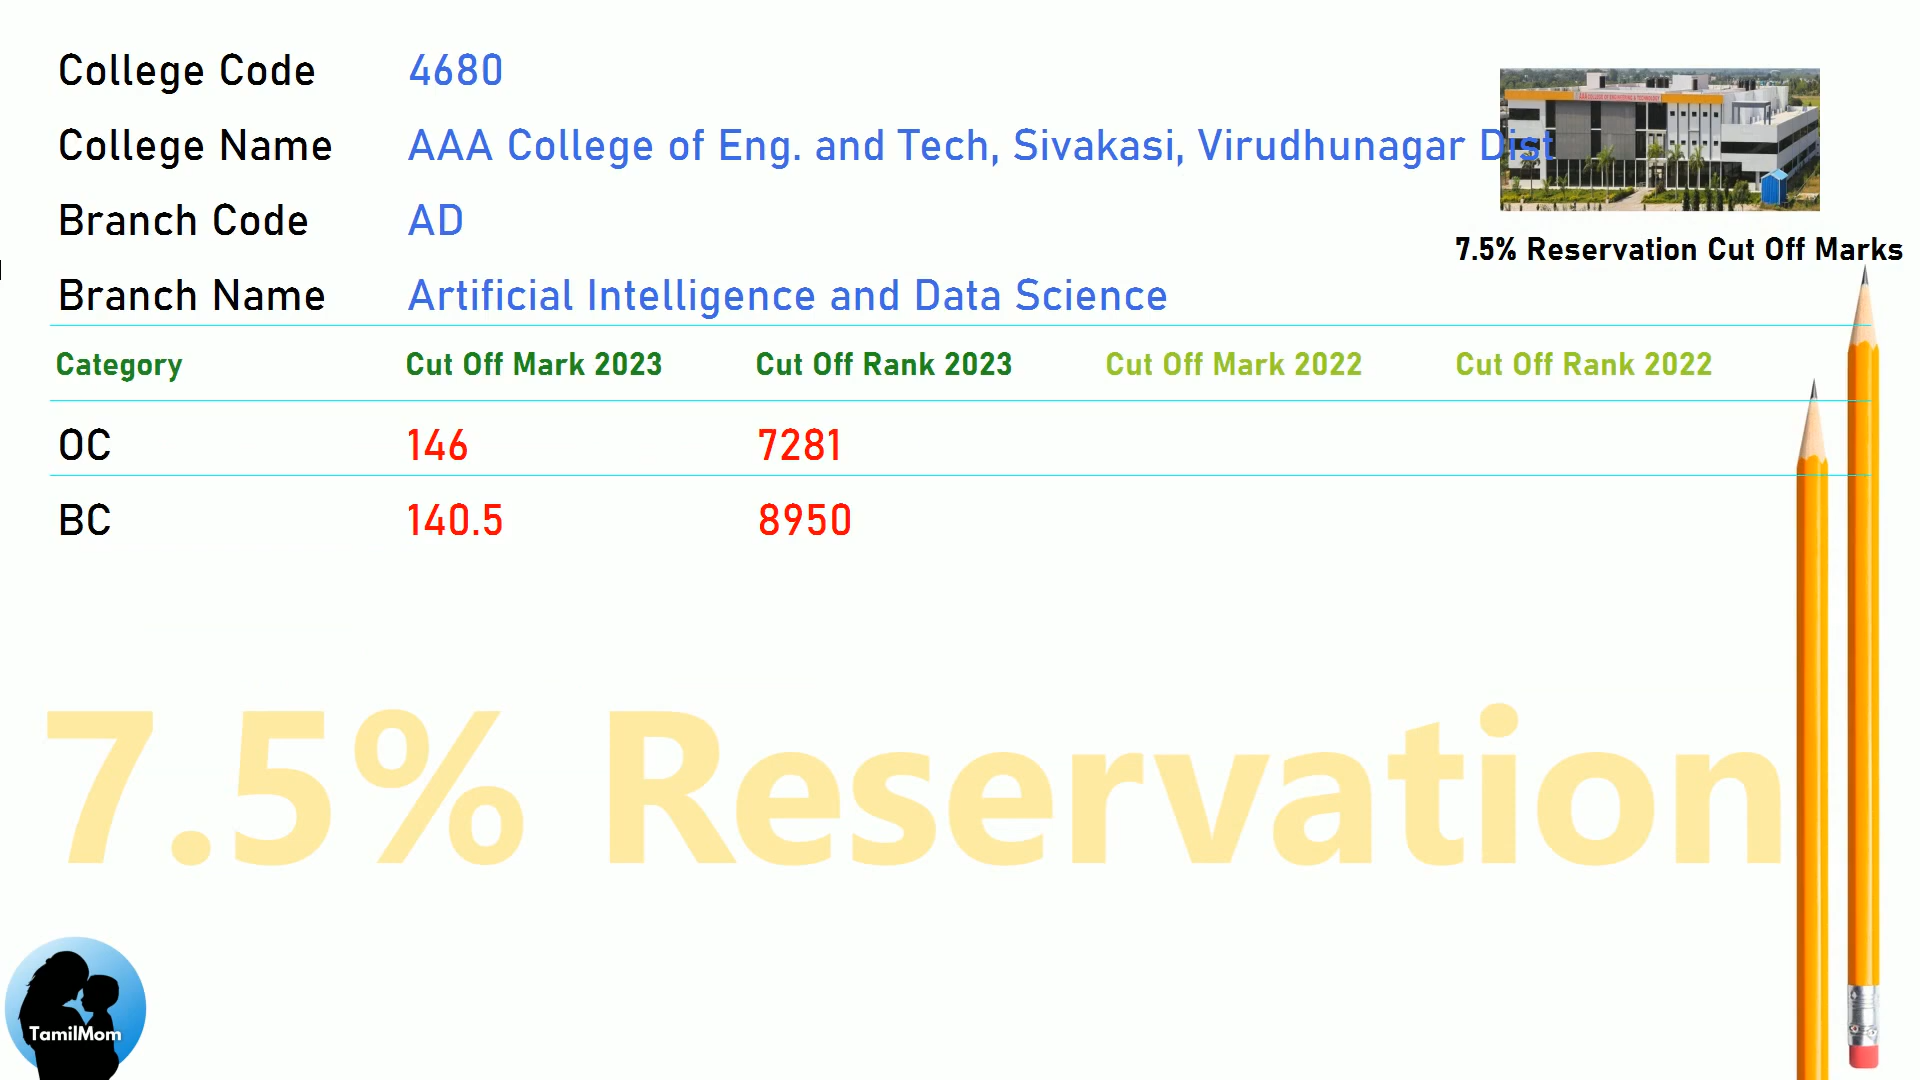 College Code 4680
College Name AAA College of Eng. and Tech, Sivakasi, Virudhunagar Dist
Branch Code AD
7.5% Reservation Cut Off Marks
Branch Name Artificial Intelligence and Data Science
Category Cut Off Mark 2023 Cut Off Rank 2023 Cut Off Mark 2022 Cut Off Rank 2022
OC 146 7281
BC 140.5 8950
7.5% Reservation
TamilMom